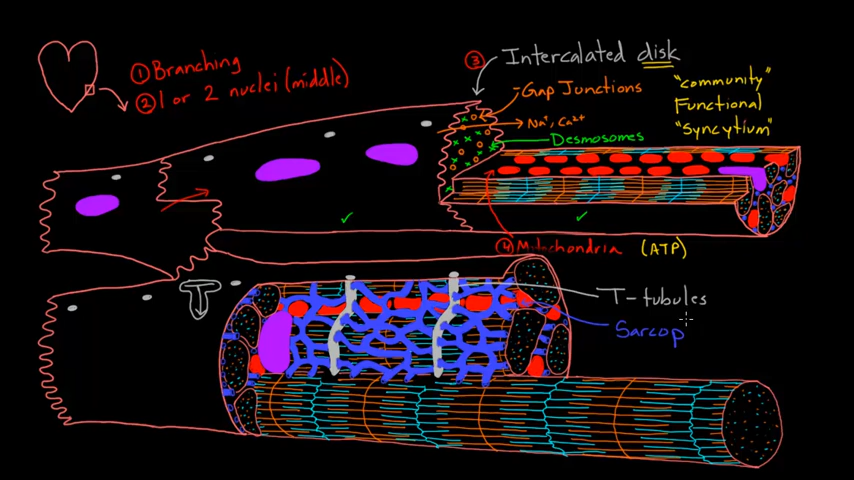 ① Branching
② 1 or 2 nuclei (middle)
③ Intercalated disk
Gap Junctions
Na⁺, Ca²⁺
Desmosomes
"community"
Functional
"Syncytium"
④ Mitochondria (ATP)
T
T-tubules
Sarcop